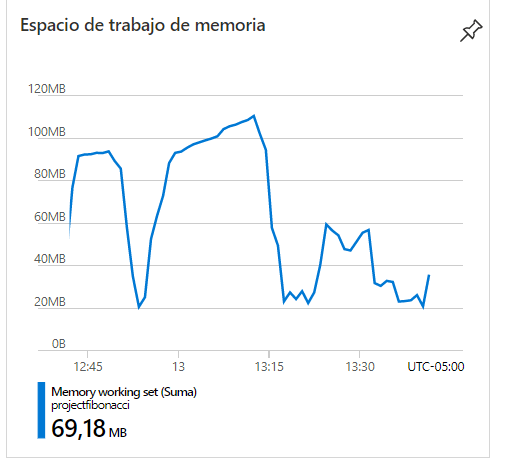 Espacio de trabajo de memoria
120MB
100MB
80MB
60MB
40MB
20MB
0B
12:45 13 13:15 13:30 UTC-05:00
Memory working set (Suma)
projectfibonacci
69,18 MB